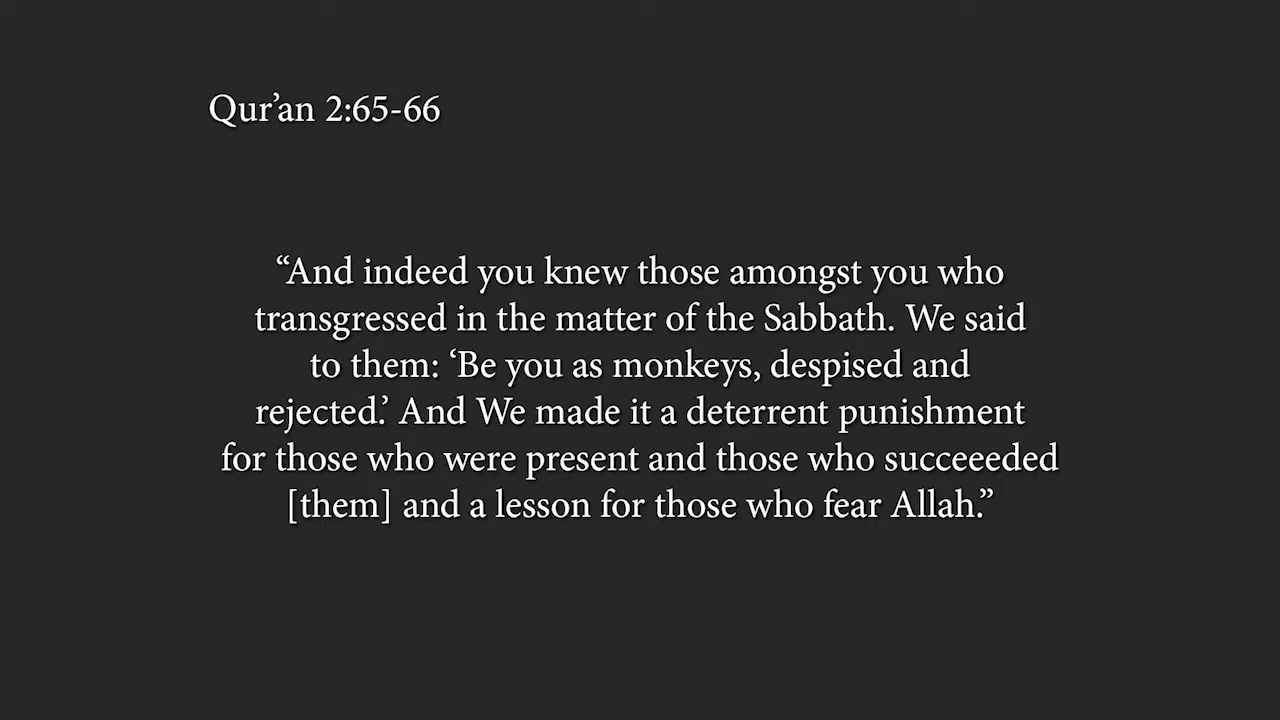 Qur’an 2:65-66
“And indeed you knew those amongst you who
transgressed in the matter of the Sabbath. We said
to them: ‘Be you as monkeys, despised and
rejected.’ And We made it a deterrent punishment
for those who were present and those who succeeeded
[them] and a lesson for those who fear Allah.”